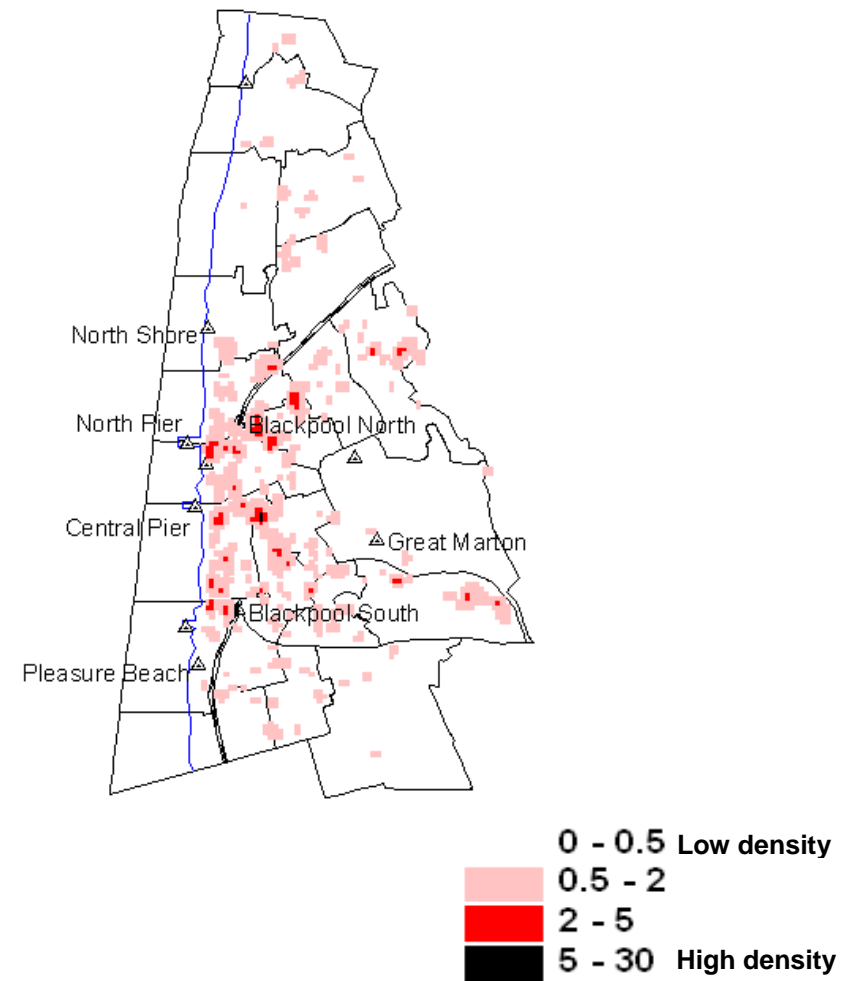 North Shore
North Pier
Blackpool North
Central Pier
Great Marton
Blackpool South
Pleasure Beach
0 - 0.5 Low density
0.5 - 2
2 - 5
5 - 30 High density